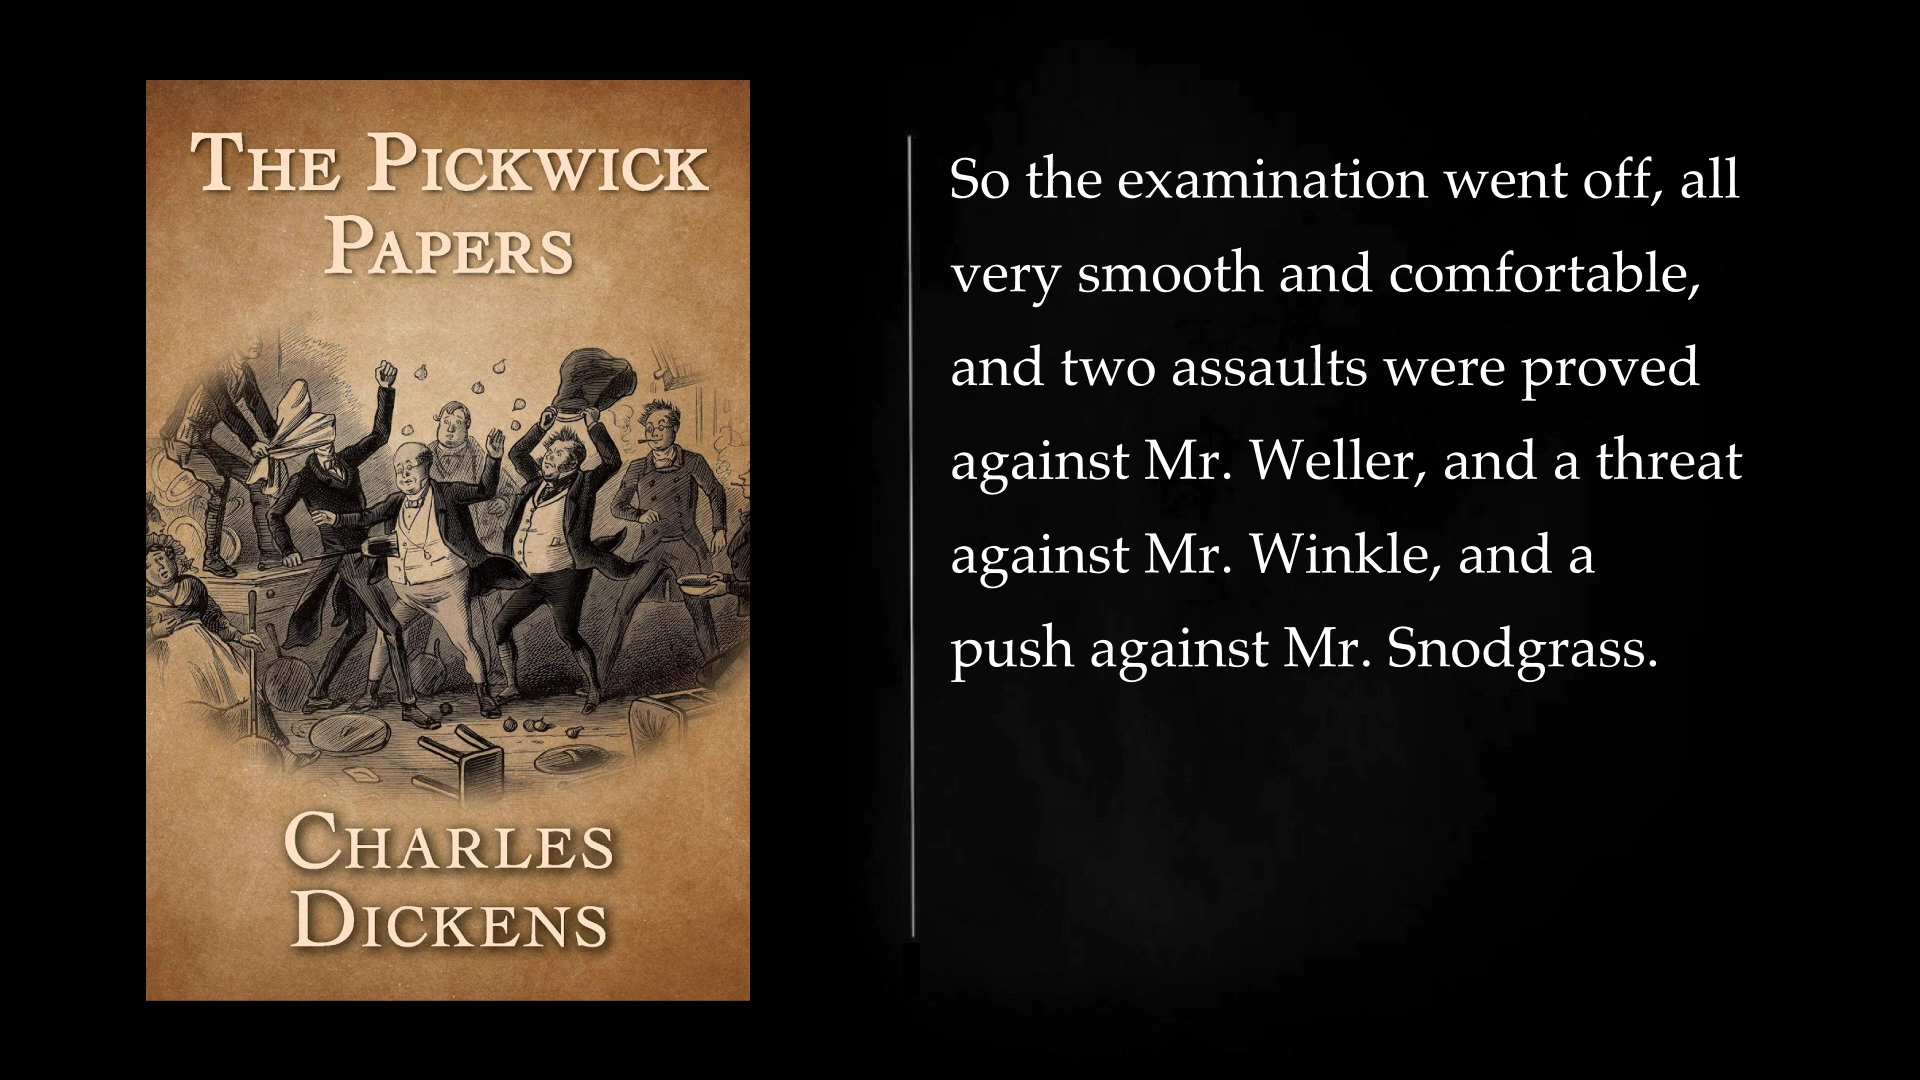 THE PICKWICK
PAPERS
CHARLES
DICKENS
So the examination went off, all
very smooth and comfortable,
and two assaults were proved
against Mr. Weller, and a threat
against Mr. Winkle, and a
push against Mr. Snodgrass.